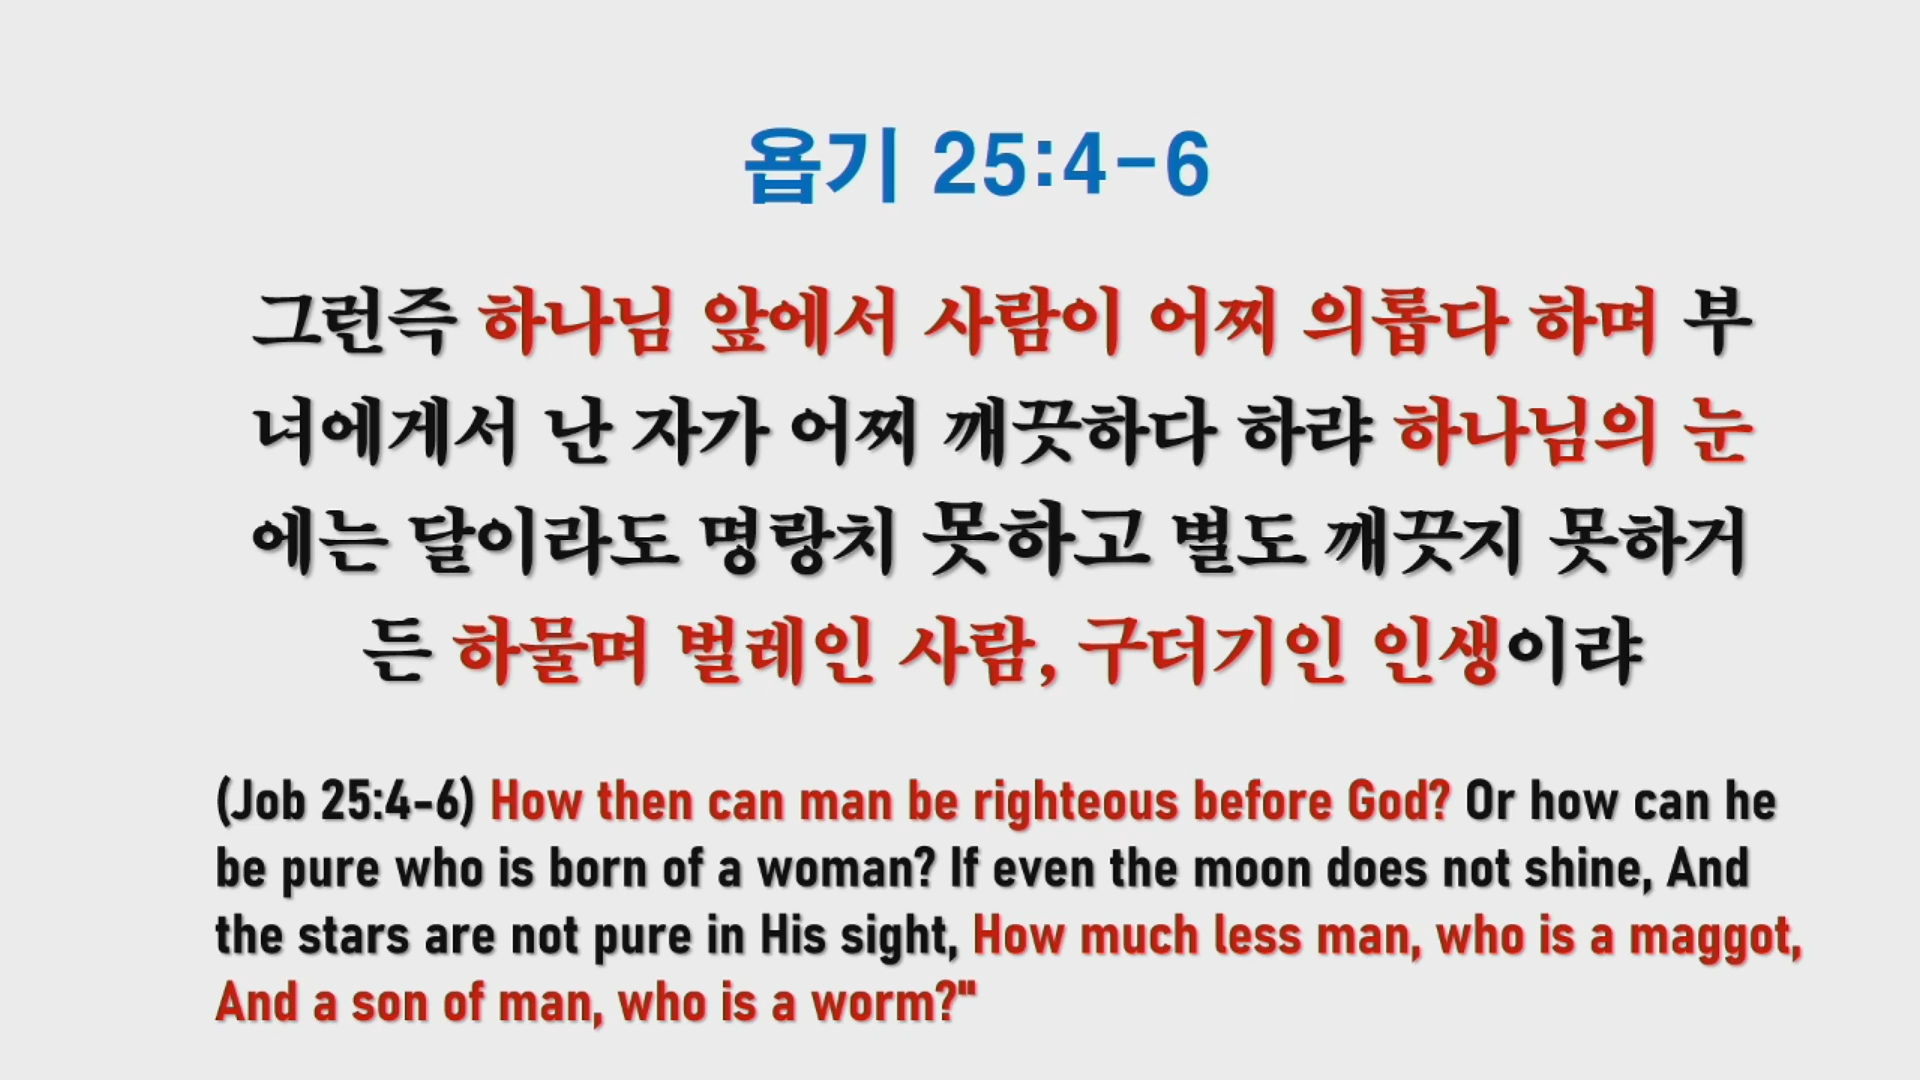 욥기 25:4-6
그런즉 하나님 앞에서 사람이 어찌 의롭다 하며 부
녀에게서 난 자가 어찌 깨끗하다 하랴 하나님의 눈
에는 달이라도 명랑치 못하고 별도 깨끗지 못하거
든 하물며 벌레인 사람, 구더기인 인생이랴
(Job 25:4-6) How then can man be righteous before God? Or how can he
be pure who is born of a woman? If even the moon does not shine, And
the stars are not pure in His sight, How much less man, who is a maggot,
And a son of man, who is a worm?"